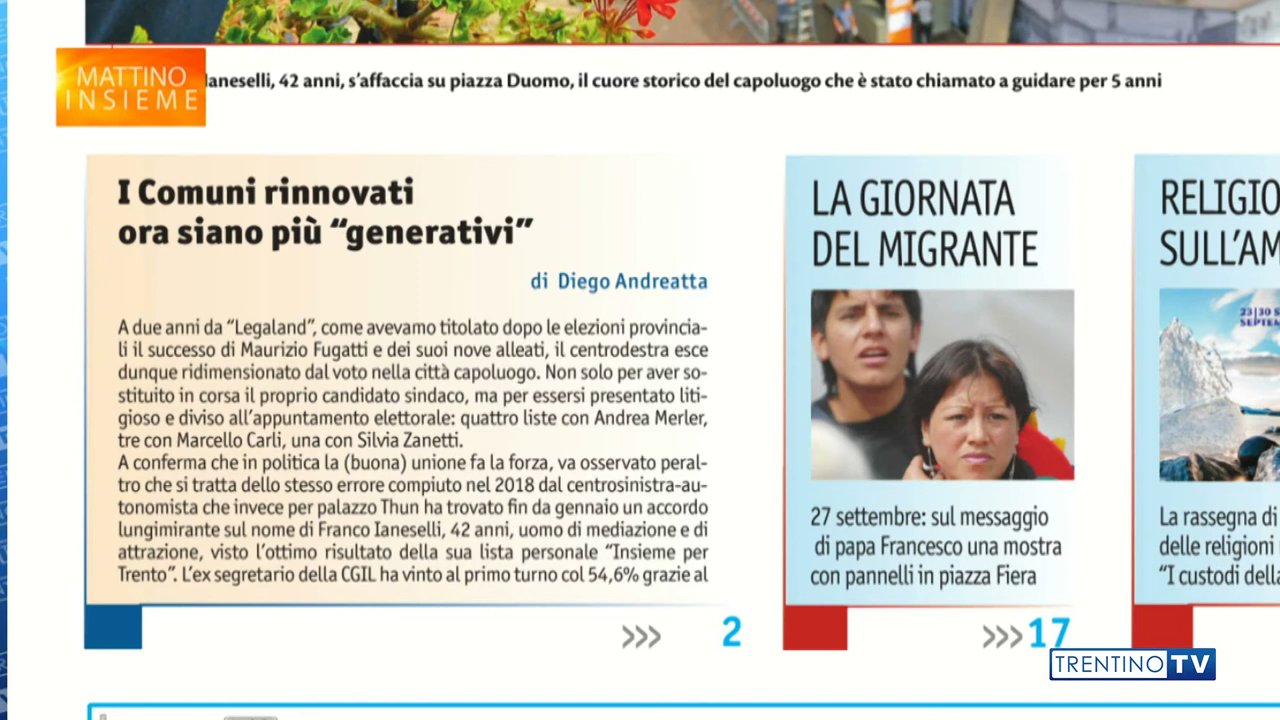 MATTINO
INSIEME
Ianeselli, 42 anni, s'affaccia su piazza Duomo, il cuore storico del capoluogo che è stato chiamato a guidare per 5 anni
I Comuni rinnovati
ora siano più “generativi”
di Diego Andreatta
A due anni da “Legaland”, come avevamo titolato dopo le elezioni provincia-
li il successo di Maurizio Fugatti e dei suoi nove alleati, il centrodestra esce
dunque ridimensionato dal voto nella città capoluogo. Non solo per aver so-
stituito in corsa il proprio candidato sindaco, ma per essersi presentato liti-
gioso e diviso all'appuntamento elettorale: quattro liste con Andrea Merler,
tre con Marcello Carli, una con Silvia Zanetti.
A conferma che in politica la (buona) unione fa la forza, va osservato peral-
tro che si tratta dello stesso errore compiuto nel 2018 dal centrosinistra-au-
tonomista che invece per palazzo Thun ha trovato fin da gennaio un accordo
lungimirante sul nome di Franco Ianeselli, 42 anni, uomo di mediazione e di
attrazione, visto l'ottimo risultato della sua lista personale “Insieme per
Trento”. L'ex segretario della CGIL ha vinto al primo turno col 54,6% grazie al
>>> 2
LA GIORNATA
DEL MIGRANTE
27 settembre: sul messaggio
di papa Francesco una mostra
con pannelli in piazza Fiera
>>> 17
RELIGIO
SULL'AM
23|30 S
SEPTEM
La rassegna di
delle religioni
“I custodi della
TRENTINO TV